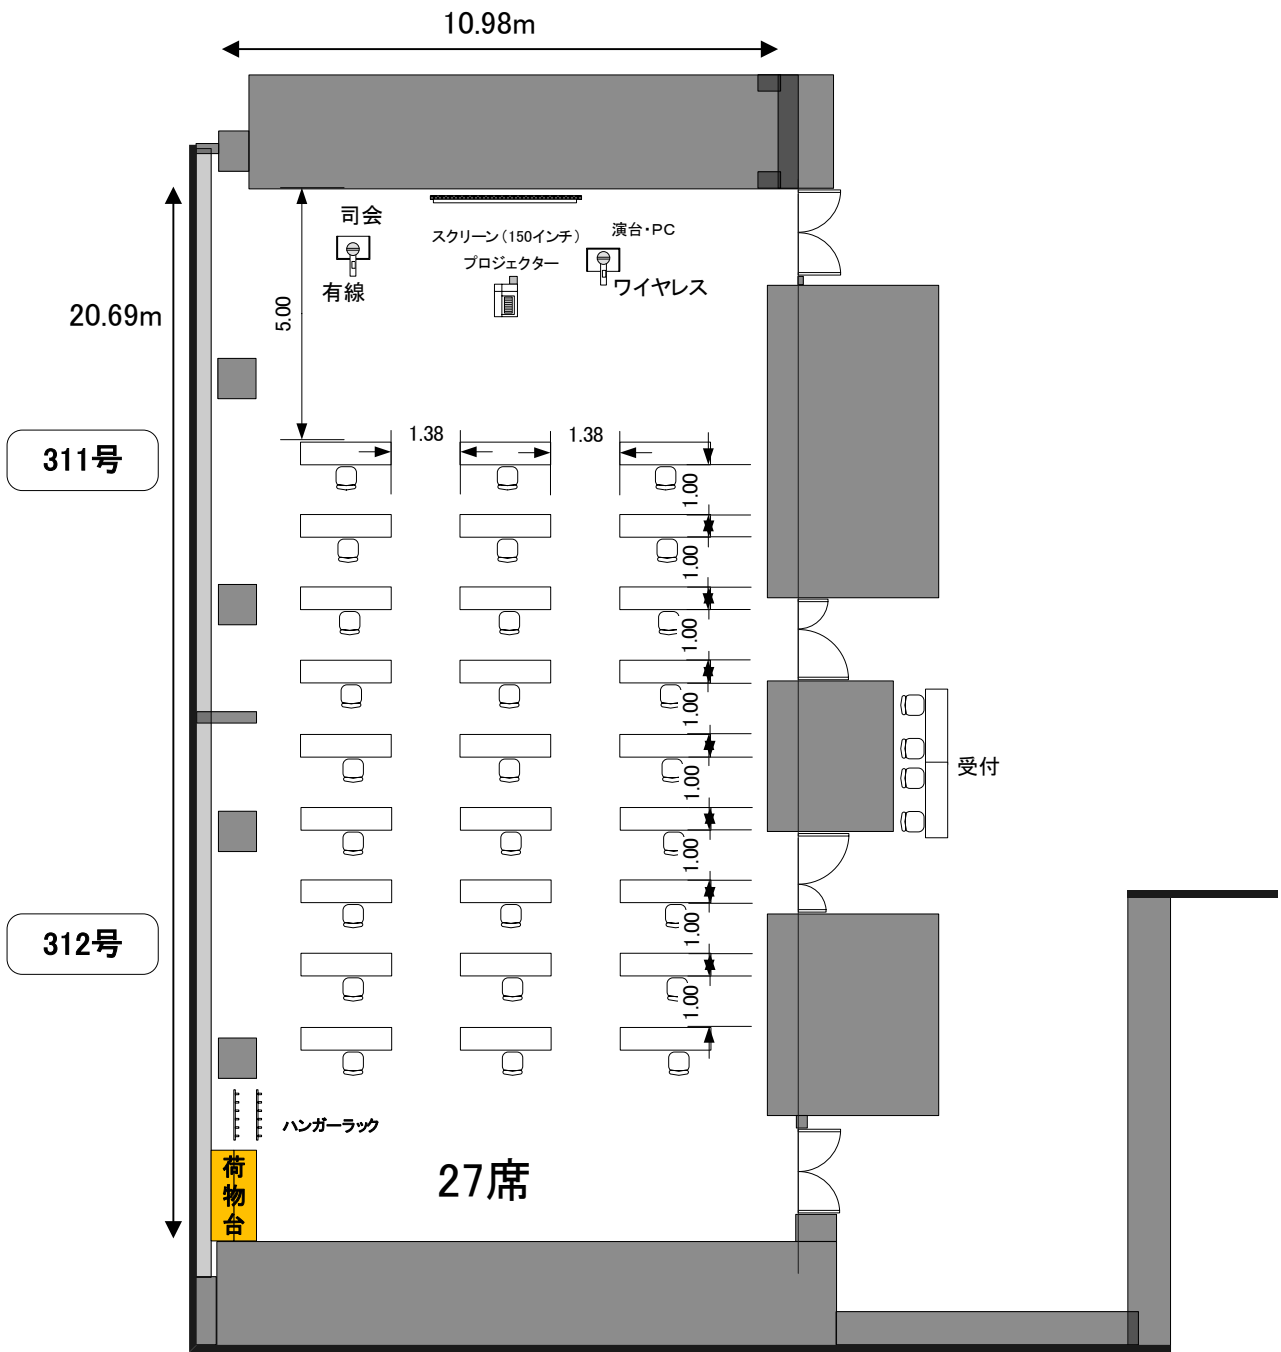 10.98m
司会
スクリーン(150インチ)
演台・PC
プロジェクター
有線
ワイヤレス
5.00
20.69m
311号
1.38
1.38
1.00
1.00
1.00
1.00
1.00
1.00
1.00
1.00
受付
312号
ハンガーラック
荷物台
27席